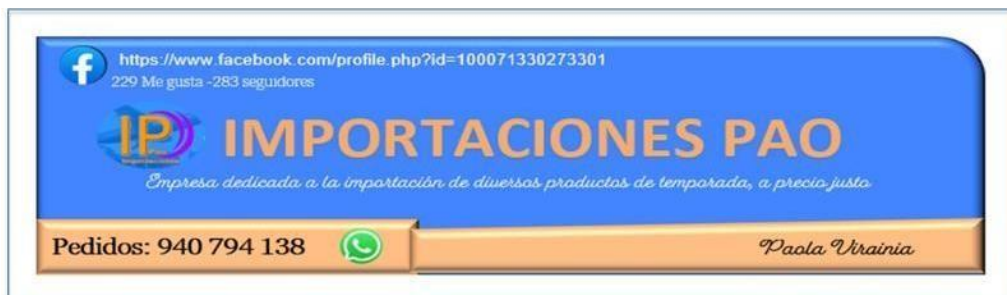 https://www.facebook.com/profile.php?id=100071330273301
229 Me gusta -283 seguidores
IP
IMPORTACIONES PAO
Empresa dedicada a la importación de diversos productos de temporada, a precio justo
Pedidos: 940 794 138
Paola Virainia